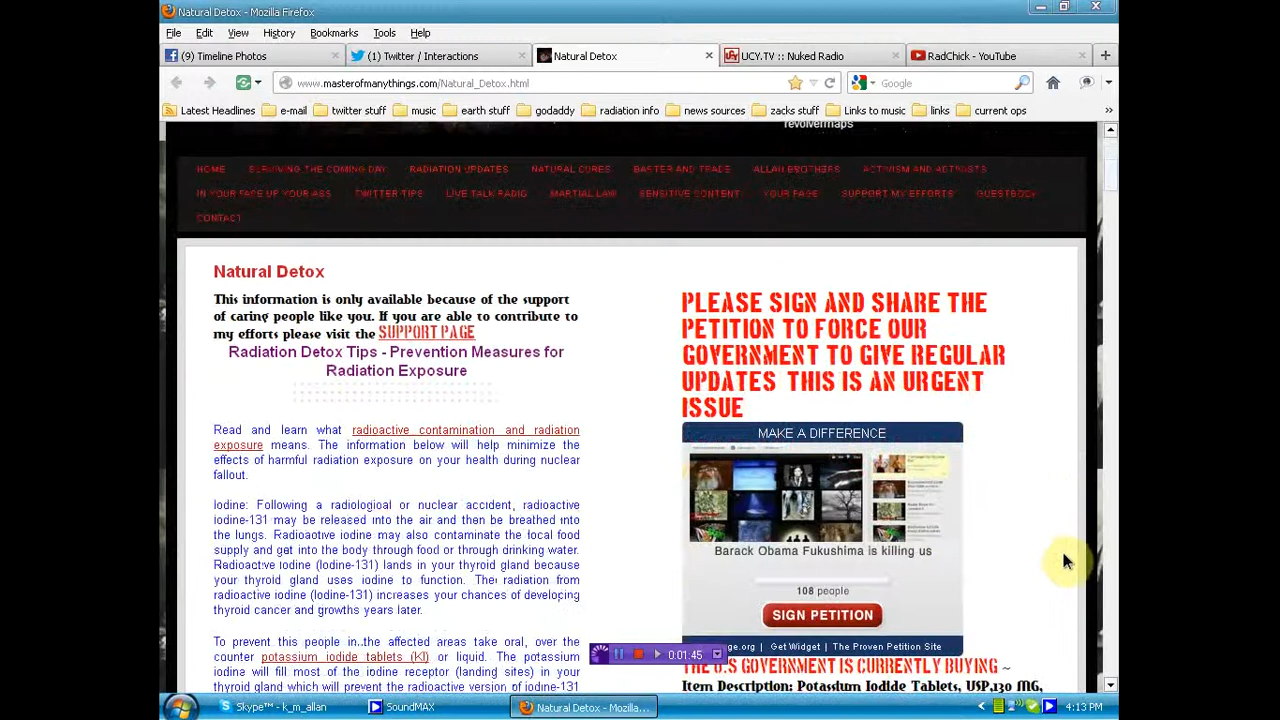 Natural Detox - Mozilla Firefox
File Edit View History Bookmarks Tools Help
(9) Timeline Photos
(1) Twitter / Interactions
Natural Detox
UCY.TV :: Nuked Radio
RadChick - YouTube
www.masterofmanythings.com/Natural_Detox.html
Google
Latest Headlines e-mail twitter stuff music earth stuff godaddy radiation info news sources zacks stuff Links to music links current ops
revolvermaps
HOME SURVIVING THE COMING DAY RADIATION UPDATES NATURAL CURES BARTER AND TRADE ALLAH BROTHERS ACTIVISM AND ACTIVISTS
IN YOUR FACE UP YOUR ASS TWITTER TIPS LIVE TALK RADIO MARTIAL LAW SENSITIVE CONTENT YOUR PAGE SUPPORT MY EFFORTS GUESTBOOK
CONTACT
Natural Detox
This information is only available because of the support
of caring people like you. If you are able to contribute to
my efforts please visit the SUPPORT PAGE
Radiation Detox Tips - Prevention Measures for
Radiation Exposure
Read and learn what radioactive contamination and radiation
exposure means. The information below will help minimize the
effects of harmful radiation exposure on your health during nuclear
fallout.
Iodine: Following a radiological or nuclear accident, radioactive
iodine-131 may be released into the air and then be breathed into
the lungs. Radioactive iodine may also contaminate the local food
supply and get into the body through food or through drinking water.
Radioactive iodine (Iodine-131) lands in your thyroid gland because
your thyroid gland uses iodine to function. The radiation from
radioactive iodine (Iodine-131) increases your chances of developing
thyroid cancer and growths years later.
To prevent this people in..the affected areas take oral, over the
counter potassium iodide tablets (KI) or liquid. The potassium
iodine will fill most of the iodine receptor (landing sites) in your
thyroid gland which will prevent the radioactive version of iodine-131
PLEASE SIGN AND SHARE THE
PETITION TO FORCE OUR
GOVERNMENT TO GIVE REGULAR
UPDATES THIS IS AN URGENT
ISSUE
MAKE A DIFFERENCE
Barack Obama Fukushima is killing us
108 people
SIGN PETITION
ge.org | Get Widget | The Proven Petition Site
THE U.S GOVERNMENT IS CURRENTLY BUYING ~
Item Description: Potassium Iodide Tablets, USP,130 MG,
0:01:45
Skype™ - k_m_allan
SoundMAX
Natural Detox - Mozilla...
4:13 PM